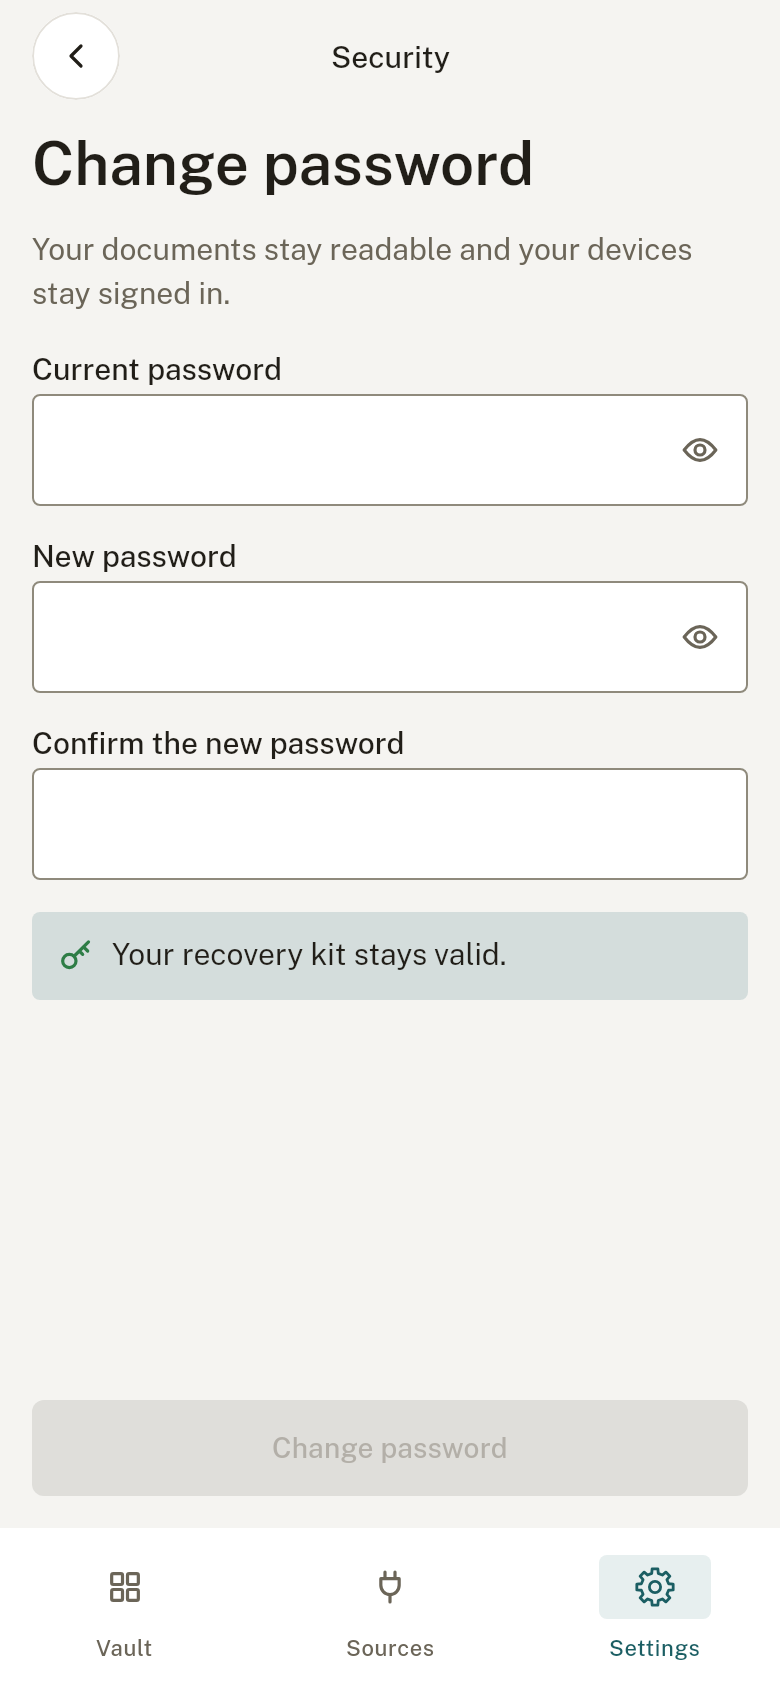 Security
Change password
Your documents stay readable and your devices
stay signed in.
Current password
New password
Confirm the new password
Your recovery kit stays valid.
Change password
Vault
Sources
Settings